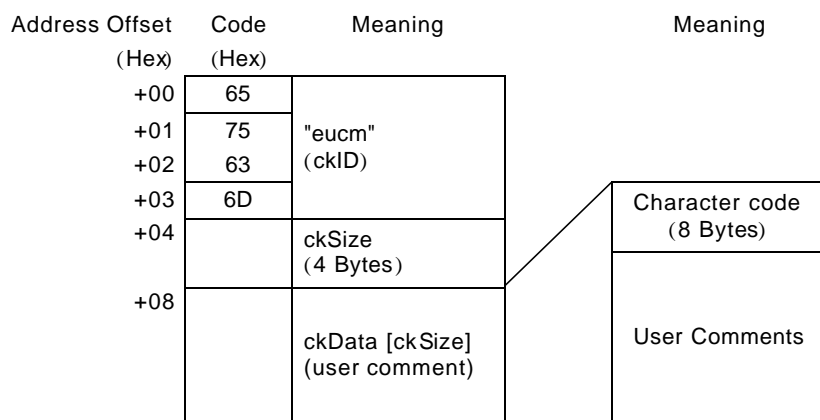 Address Offset Code Meaning Meaning
(Hex) (Hex)
+00 65
+01 75 "eucm"
+02 63 (ckID)
+03 6D Character code
+04 ckSize (8 Bytes)
(4 Bytes)
+08
ckData [ckSize] User Comments
(user comment)